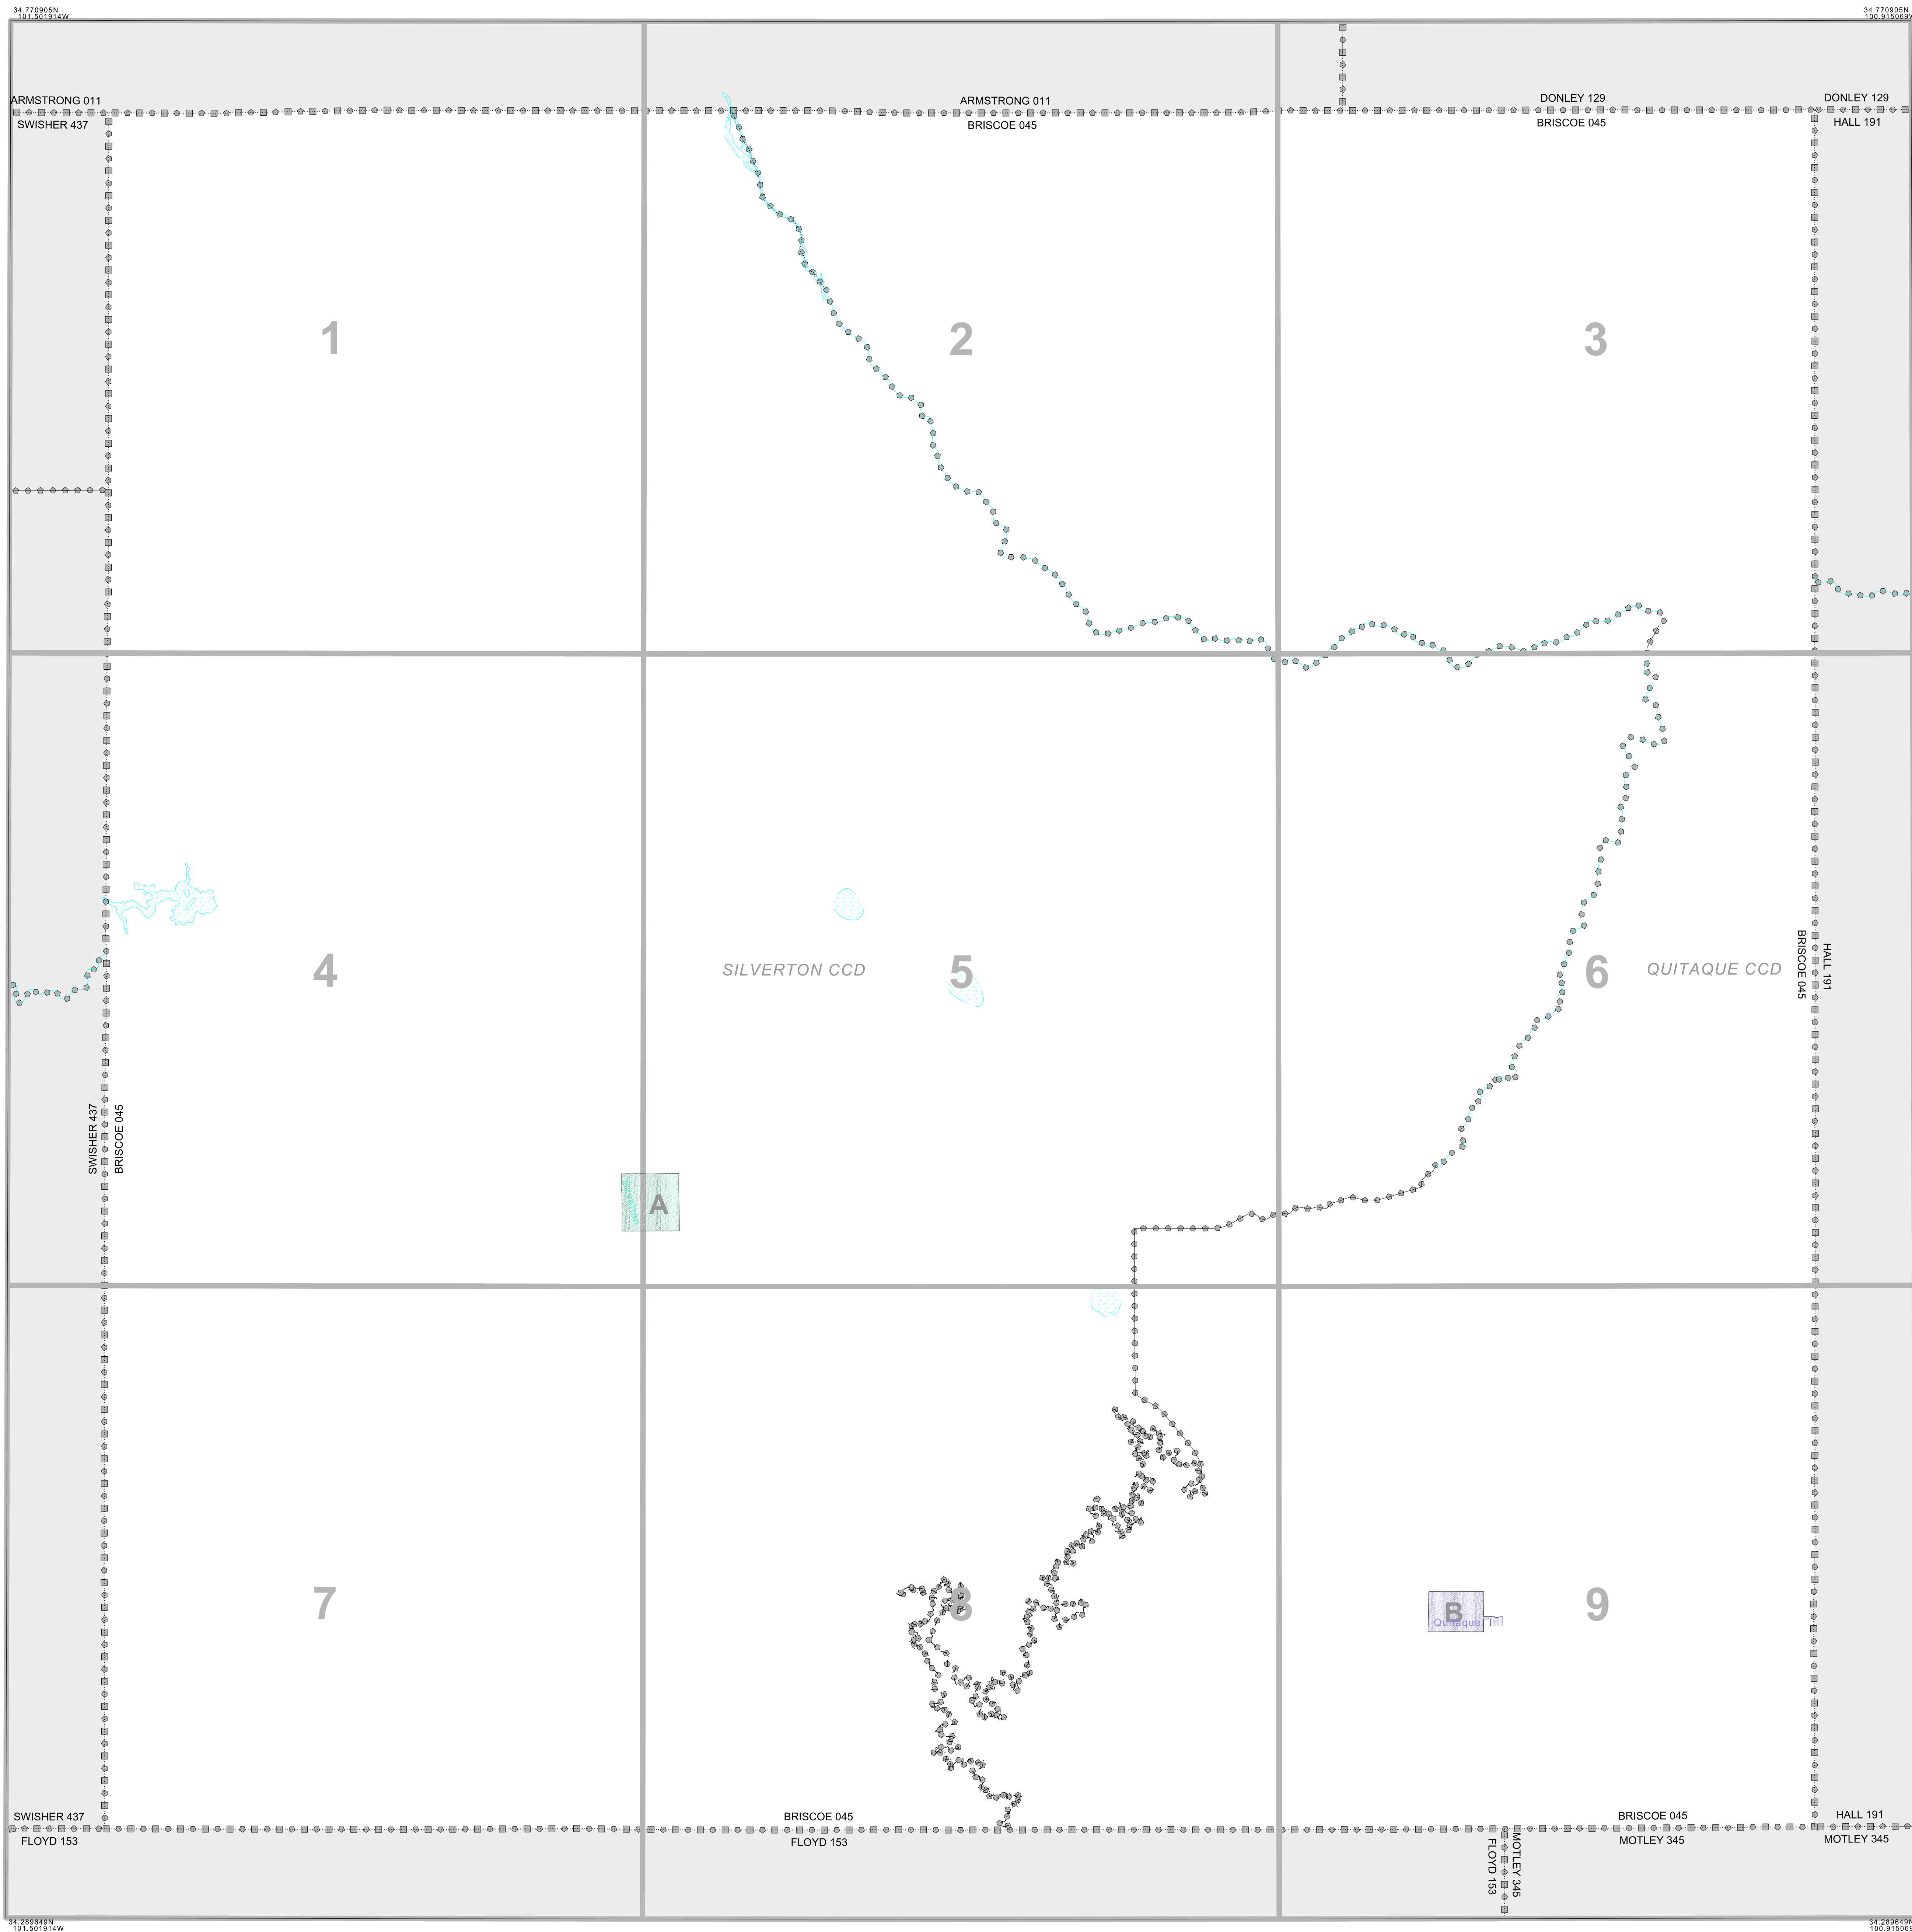 34.770905N
101.501914W
34.770905N
100.915069W
ARMSTRONG 011
ARMSTRONG 011
DONLEY 129
DONLEY 129
SWISHER 437
BRISCOE 045
BRISCOE 045
HALL 191
1
2
3
4
SILVERTON CCD
5
6
QUITAQUE CCD
BRISCOE 045
HALL 191
SWISHER 437
BRISCOE 045
Silverton
A
7
8
9
B
Quitaque
SWISHER 437
BRISCOE 045
BRISCOE 045
HALL 191
FLOYD 153
FLOYD 153
MOTLEY 345
MOTLEY 345
FLOYD 153
MOTLEY 345
34.289649N
101.501914W
34.289649N
100.915069W